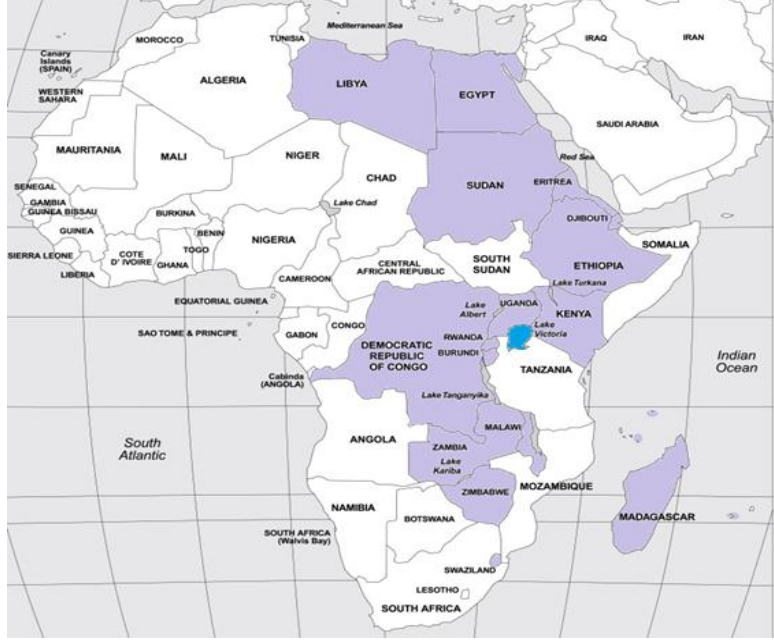 Mediterranean Sea
MOROCCO
TUNISIA
IRAQ
IRAN
Canary
Islands
(SPAIN)
ALGERIA
LIBYA
EGYPT
WESTERN
SAHARA
SAUDI ARABIA
MAURITANIA
MALI
NIGER
CHAD
SUDAN
Red Sea
ERITREA
SENEGAL
GAMBIA
GUINEA BISSAU
Lake Chad
BURKINA
DJIBOUTI
GUINEA
BENIN
NIGERIA
SOMALIA
SIERRA LEONE
COTE
D' IVOIRE
TOGO
GHANA
CENTRAL
AFRICAN REPUBLIC
SOUTH
SUDAN
ETHIOPIA
LIBERIA
CAMEROON
Lake Turkana
EQUATORIAL GUINEA
Lake
Albert
UGANDA
KENYA
SAO TOME & PRINCIPE
GABON
CONGO
Lake
Victoria
RWANDA
DEMOCRATIC
REPUBLIC
OF CONGO
BURUNDI
Indian
Ocean
TANZANIA
Cabinda
(ANGOLA)
Lake Tanganyika
South
Atlantic
ANGOLA
MALAWI
ZAMBIA
Lake
Kariba
MOZAMBIQUE
ZIMBABWE
NAMIBIA
BOTSWANA
MADAGASCAR
SOUTH AFRICA
(Walvis Bay)
SWAZILAND
LESOTHO
SOUTH AFRICA